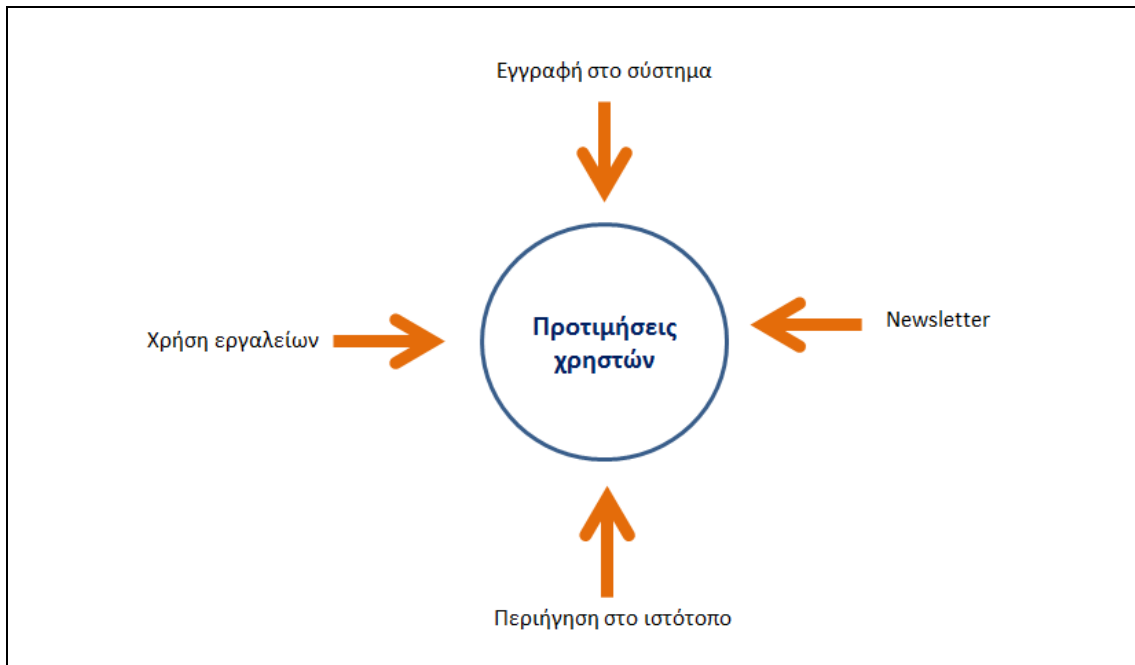 Εγγραφή στο σύστημα
Χρήση εργαλείων
Προτιμήσεις
χρηστών
Newsletter
Περιήγηση στο ιστότοπο